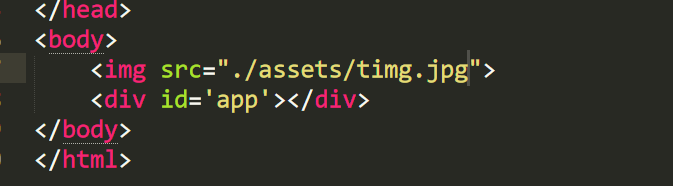 </head>
<body>
<img src="./assets/timg.jpg">
<div id='app'></div>
</body>
</html>